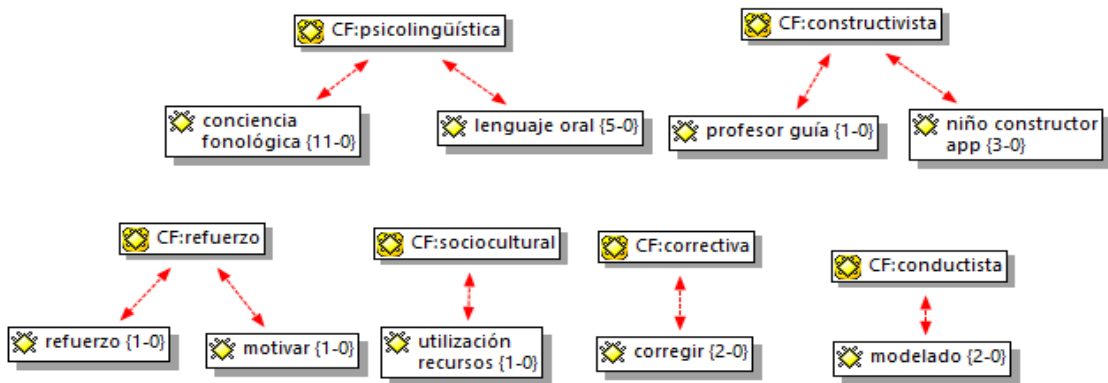 CF:psicolingüística
CF:constructivista
conciencia
fonológica {11-0}
lenguaje oral {5-0}
profesor guía {1-0}
niño constructor
app {3-0}
CF:refuerzo
CF:sociocultural
CF:correctiva
CF:conductista
refuerzo {1-0}
motivar {1-0}
utilización
recursos {1-0}
corregir {2-0}
modelado {2-0}